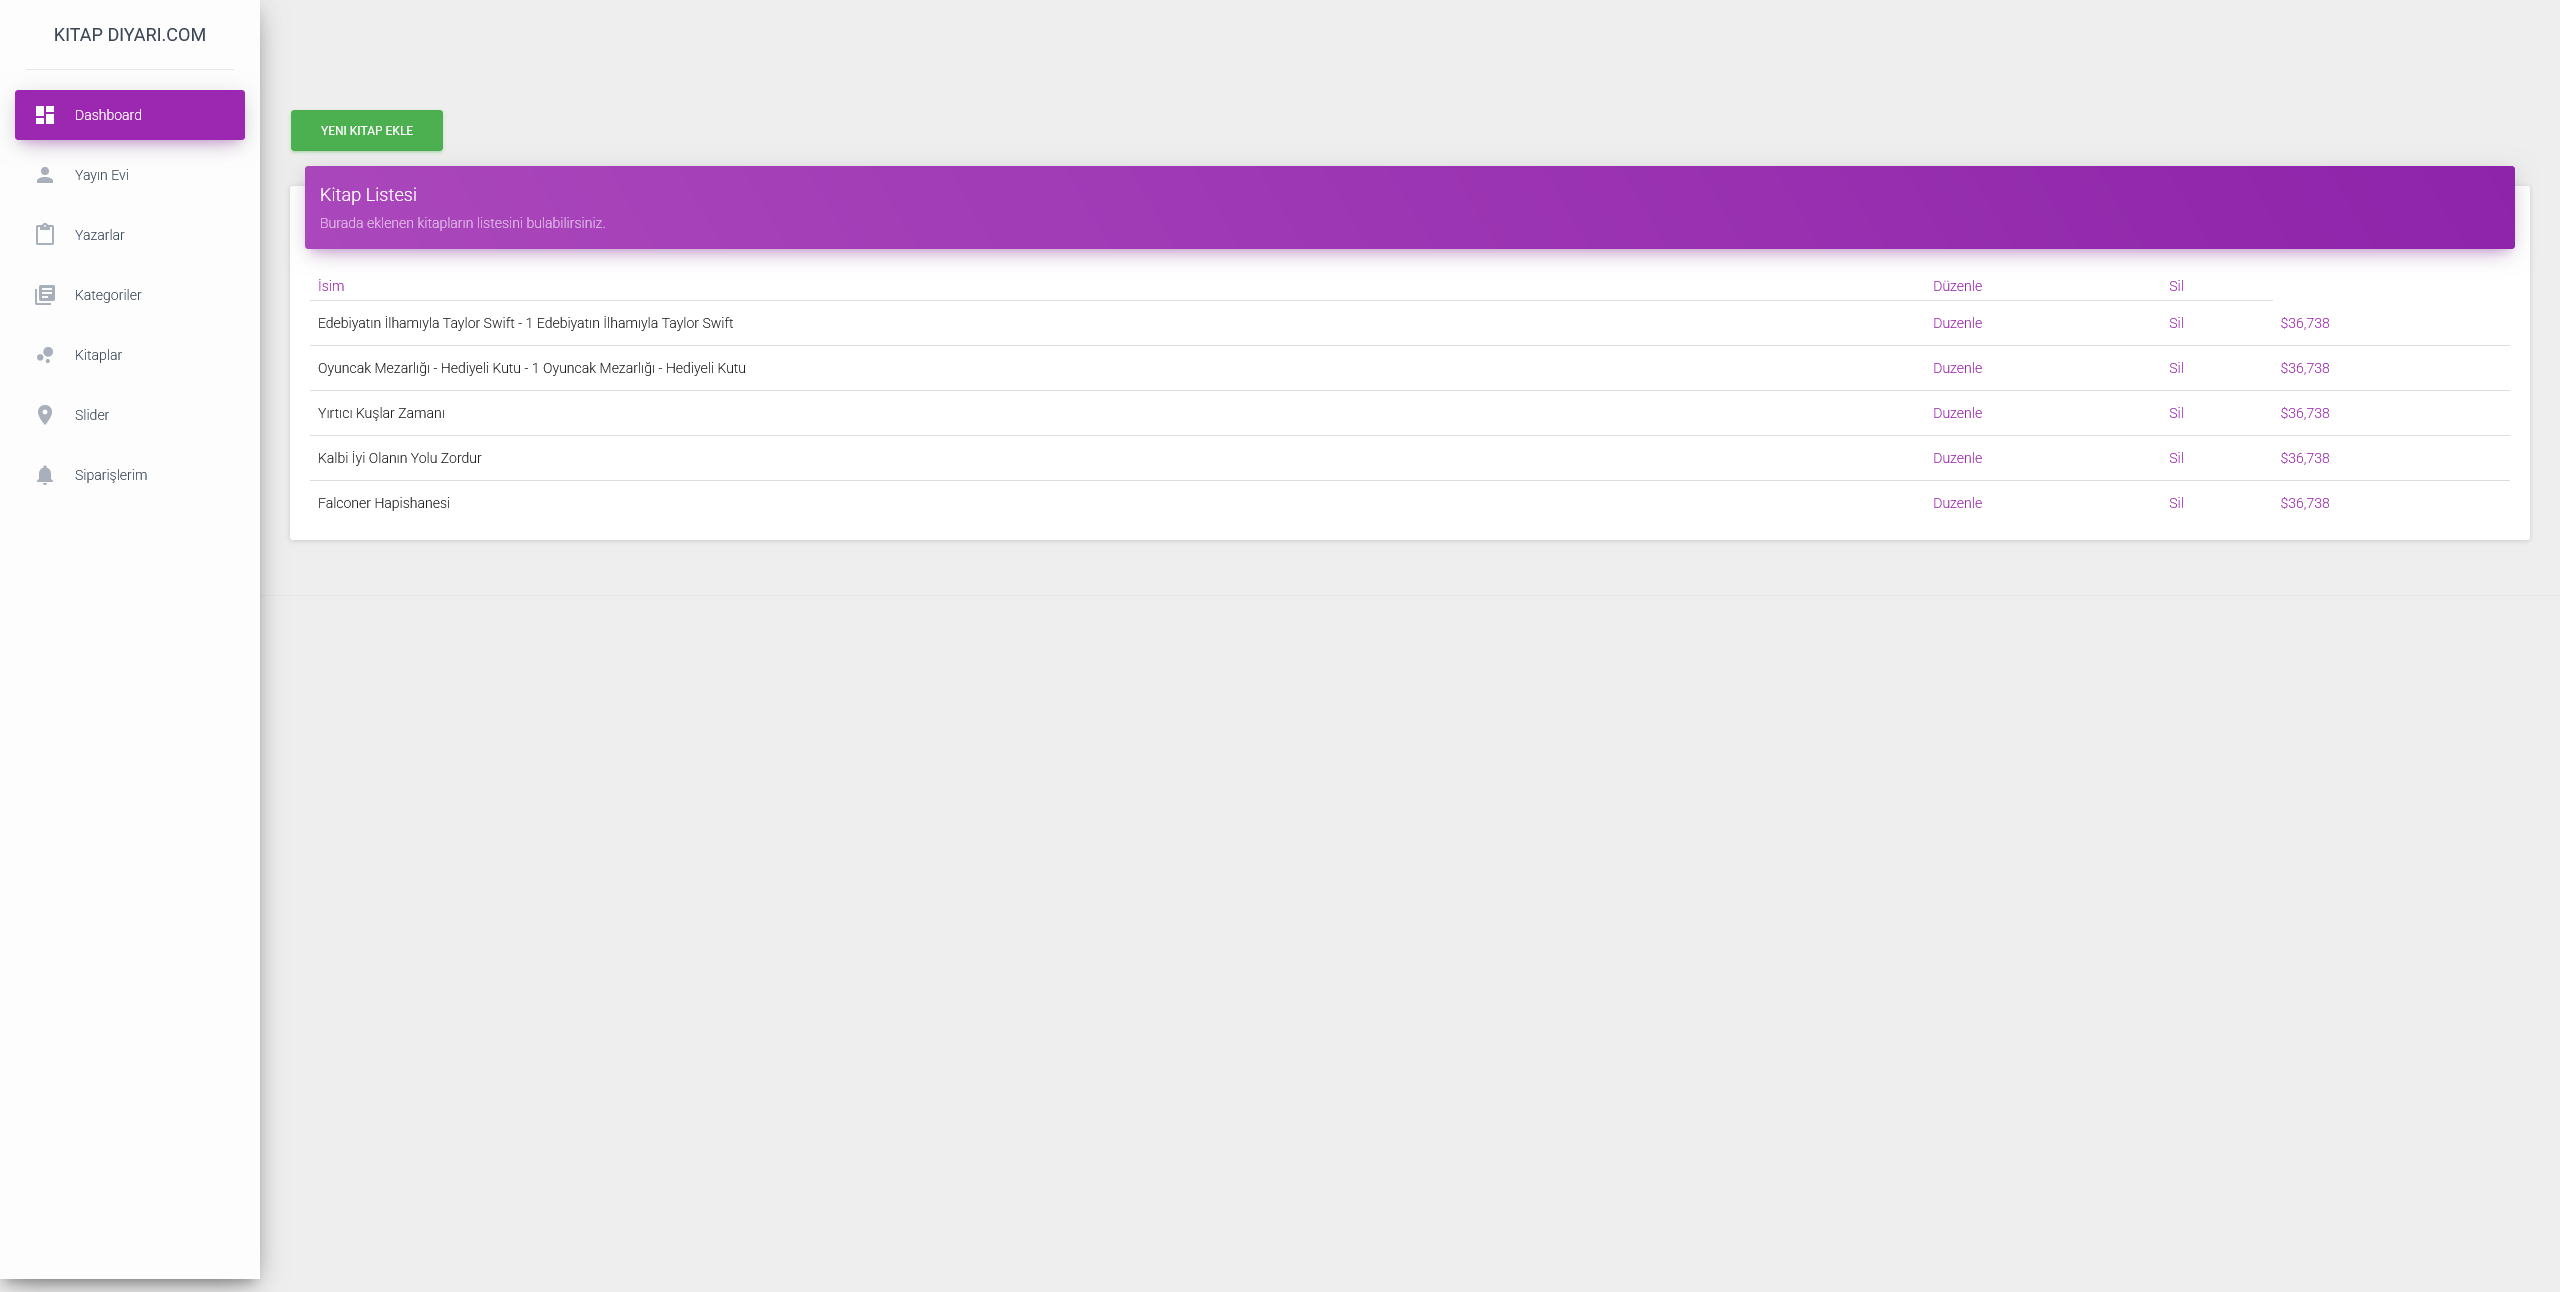 KITAP DIYARI.COM
Dashboard
Yayın Evi
Yazarlar
Kategoriler
Kitaplar
Slider
Siparişlerim
YENI KITAP EKLE
Kitap Listesi
Burada eklenen kitapların listesini bulabilirsiniz.
İsim Düzenle Sil
Edebiyatın İlhamıyla Taylor Swift - 1 Edebiyatın İlhamıyla Taylor Swift Duzenle Sil $36,738
Oyuncak Mezarlığı - Hediyeli Kutu - 1 Oyuncak Mezarlığı - Hediyeli Kutu Duzenle Sil $36,738
Yırtıcı Kuşlar Zamanı Duzenle Sil $36,738
Kalbi İyi Olanın Yolu Zordur Duzenle Sil $36,738
Falconer Hapishanesi Duzenle Sil $36,738